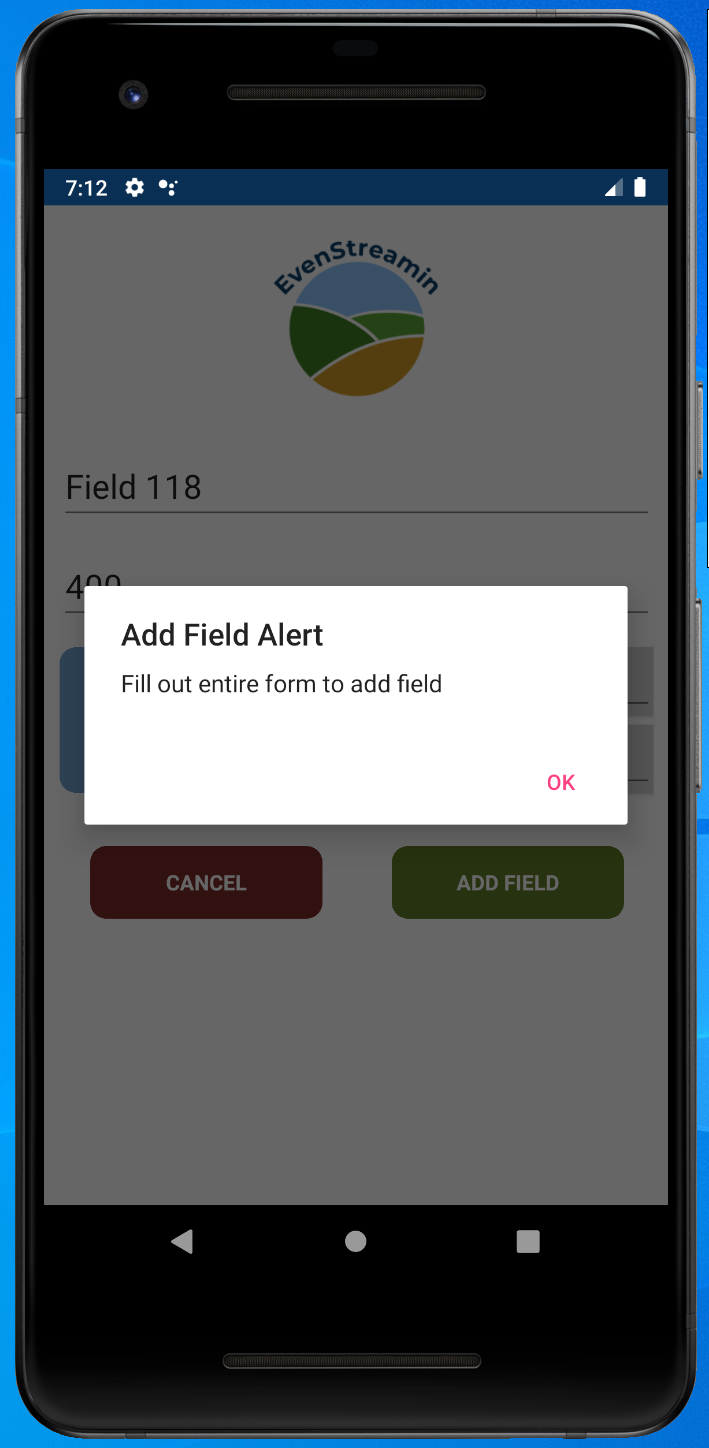 7:12
EvenStreamin
Field 118
400
Add Field Alert
Fill out entire form to add field
OK
CANCEL
ADD FIELD